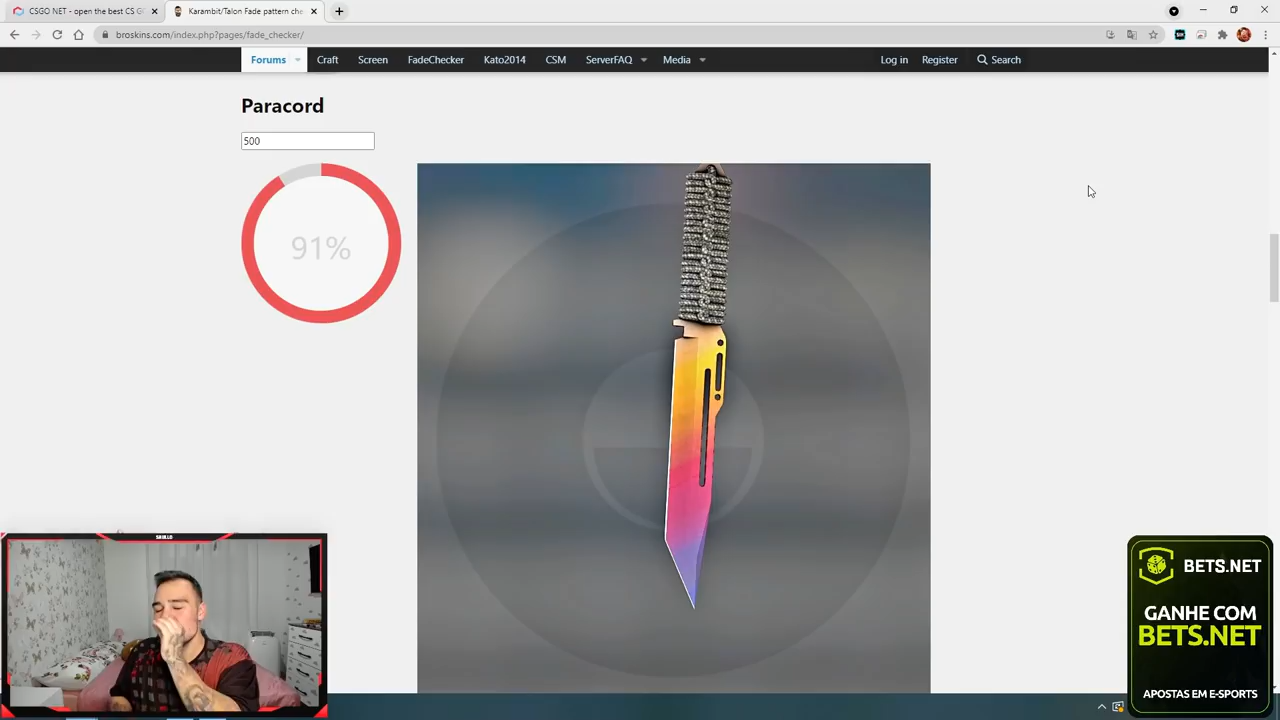 CSGO NET - open the best CS G
Karambit/Talon Fade pattern che
broskins.com/index.php?pages/fade_checker/
Forums Craft Screen FadeChecker Kato2014 CSM ServerFAQ Media Log in Register Search
Paracord
500
91%
SAULLO
BETS.NET
GANHE COM
BETS.NET
APOSTAS EM E-SPORTS